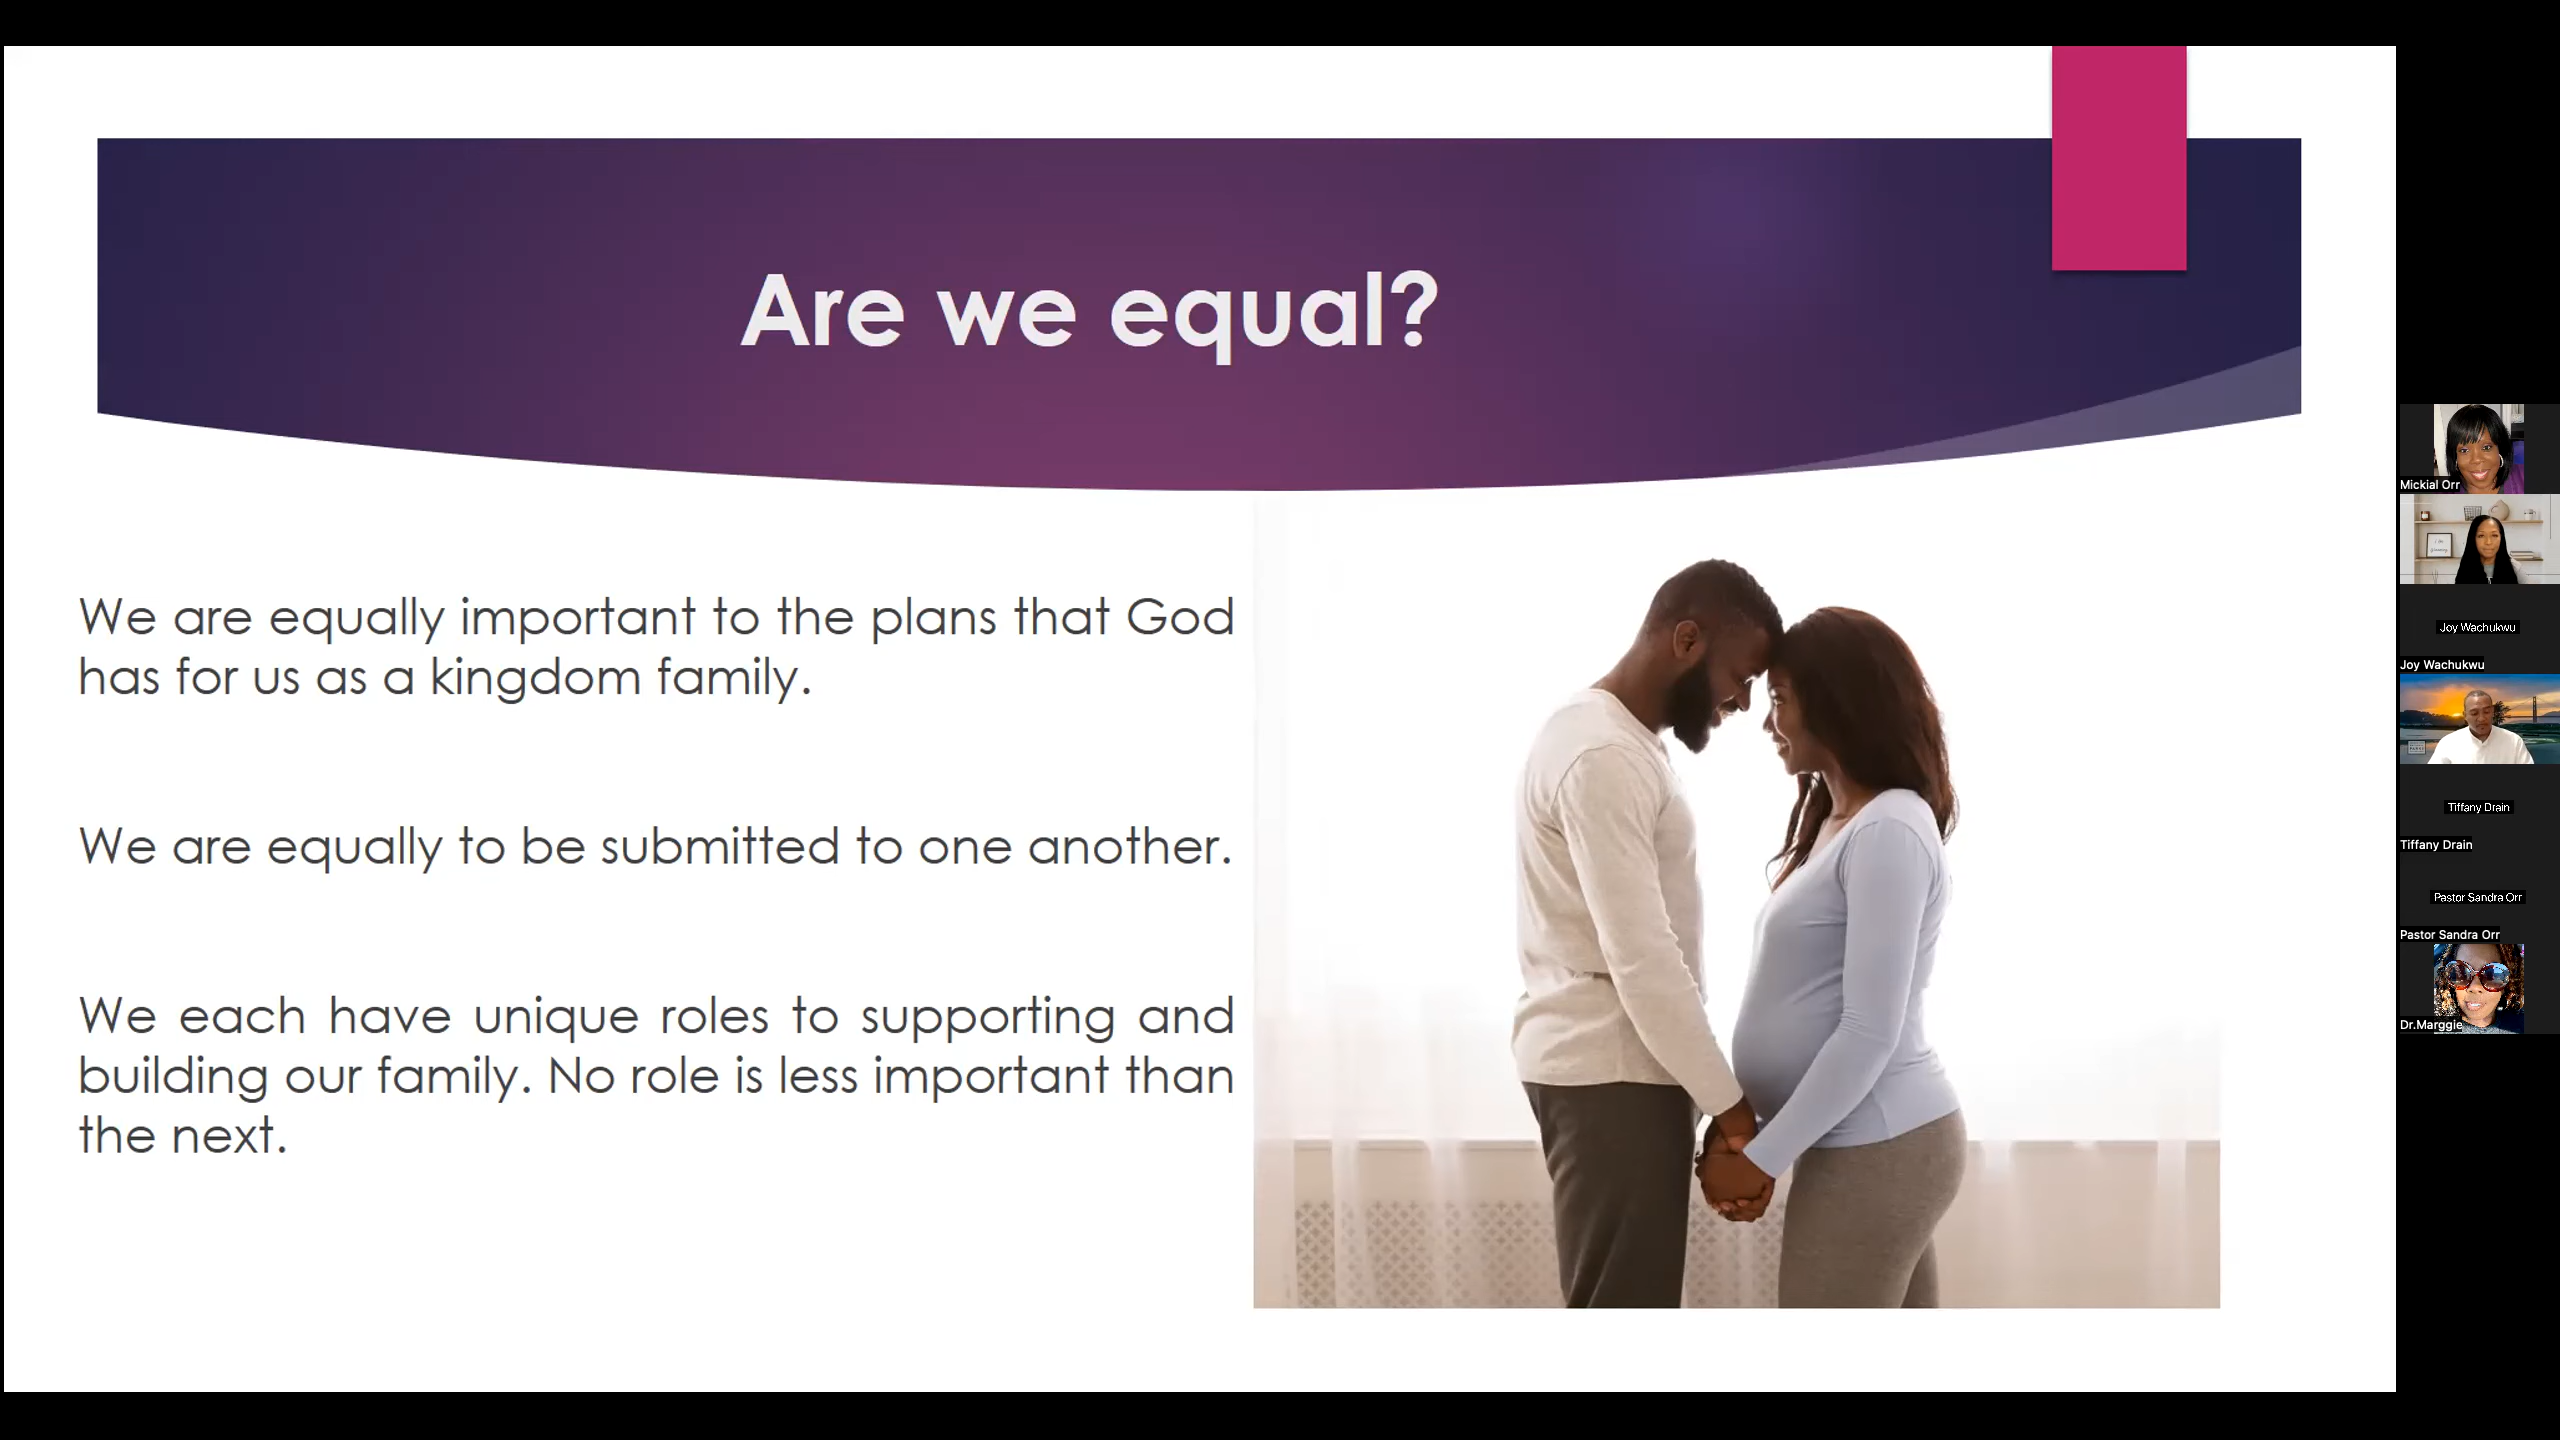 Are we equal?
We are equally important to the plans that God
has for us as a kingdom family.
We are equally to be submitted to one another.
We each have unique roles to supporting and
building our family. No role is less important than
the next.
Mickial Orr
Joy Wachukwu
Joy Wachukwu
Tiffany Drain
Tiffany Drain
Pastor Sandra Orr
Pastor Sandra Orr
Dr.Marggie